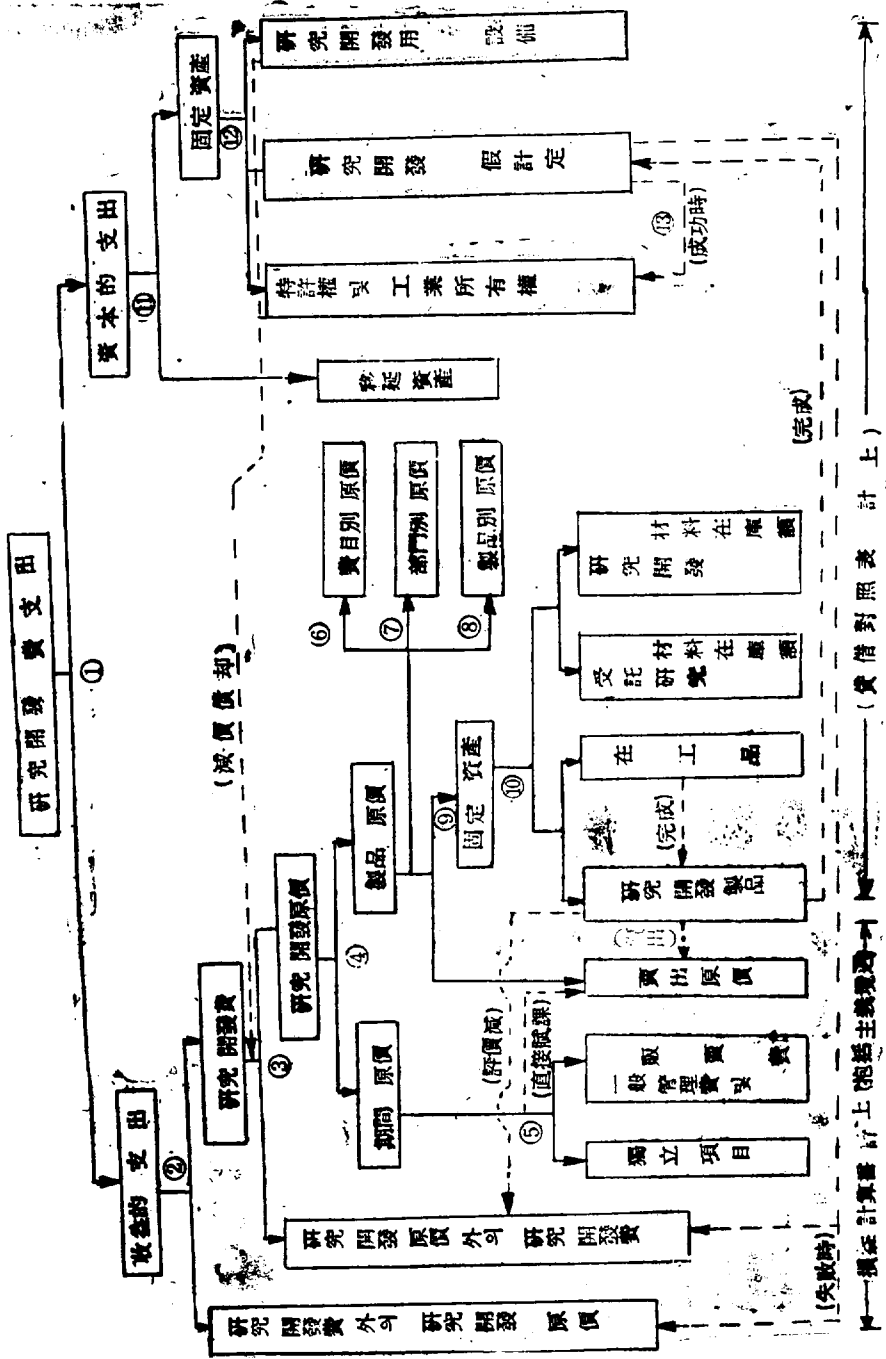 研究開發 費 支出
①
收益的 支出
資本的 支出
②
⑪
研究 開發費
固定 資産
(減價償却)
③
⑫
研究 開發原價
④
期間 原價
製品 原價
⑤
(直接賦課)
(評價減)
⑥
⑦
⑧
費目別 原價
部門別 原價
製品別 原價
⑨
固定 資産
⑩
研究 開發費 外의 研究 開發 原價
研究 開發 原價 外의 研究 開發費
獨立 項目
一般 管理費 및
販賣費
賣出 原價
研究 開發 製品
(完成)
在工品
受託 研究
材料 在庫額
研究 開發
材料 在庫額
移延資産
特許權 및 工業所有權
研究 開發 假計定
研究 開發用 設備
⑬
(成功時)
(完成)
(失敗時)
損益計算書 計上
(貸借對照表 計上)